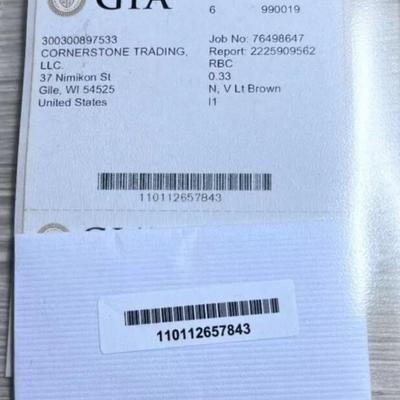 GIA
6 990019
300300897533 Job No: 76498647
CORNERSTONE TRADING, Report: 2225909562
LLC. RBC
37 Nimikon St 0.33
Gile, WI 54525 N, V Lt Brown
United States I1
110112657843
110112657843